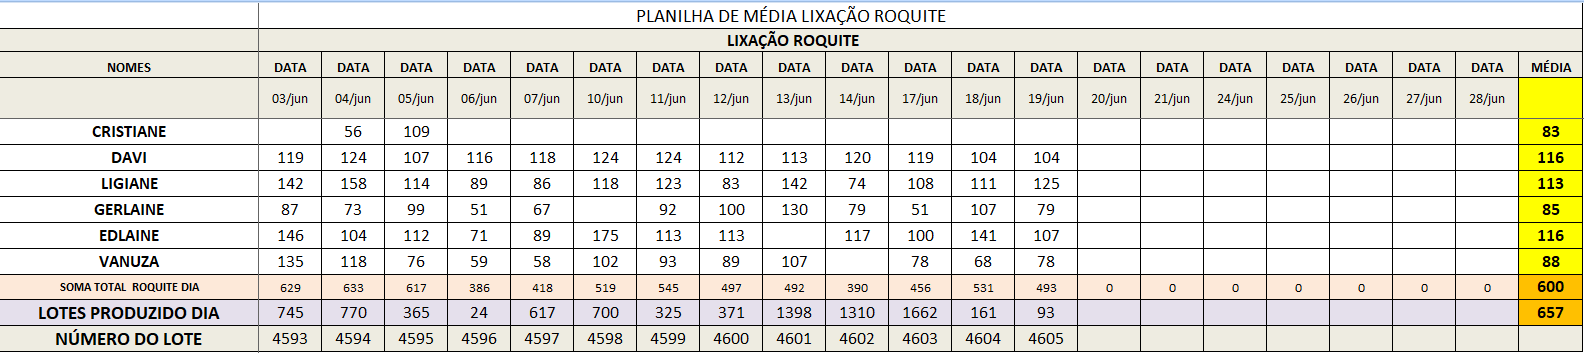 PLANILHA DE MÉDIA LIXAÇÃO ROQUITE
LIXAÇÃO ROQUITE
NOMES DATA DATA DATA DATA DATA DATA DATA DATA DATA DATA DATA DATA DATA DATA DATA DATA DATA DATA DATA DATA MÉDIA
03/jun 04/jun 05/jun 06/jun 07/jun 10/jun 11/jun 12/jun 13/jun 14/jun 17/jun 18/jun 19/jun 20/jun 21/jun 24/jun 25/jun 26/jun 27/jun 28/jun
CRISTIANE 56 109 83
DAVI 119 124 107 116 118 124 124 112 113 120 119 104 104 116
LIGIANE 142 158 114 89 86 118 123 83 142 74 108 111 125 113
GERLAINE 87 73 99 51 67 92 100 130 79 51 107 79 85
EDLAINE 146 104 112 71 89 175 113 113 117 100 141 107 116
VANUZA 135 118 76 59 58 102 93 89 107 78 68 78 88
SOMA TOTAL ROQUITE DIA 629 633 617 386 418 519 545 497 492 390 456 531 493 0 0 0 0 0 0 0 600
LOTES PRODUZIDO DIA 745 770 365 24 617 700 325 371 1398 1310 1662 161 93 657
NÚMERO DO LOTE 4593 4594 4595 4596 4597 4598 4599 4600 4601 4602 4603 4604 4605